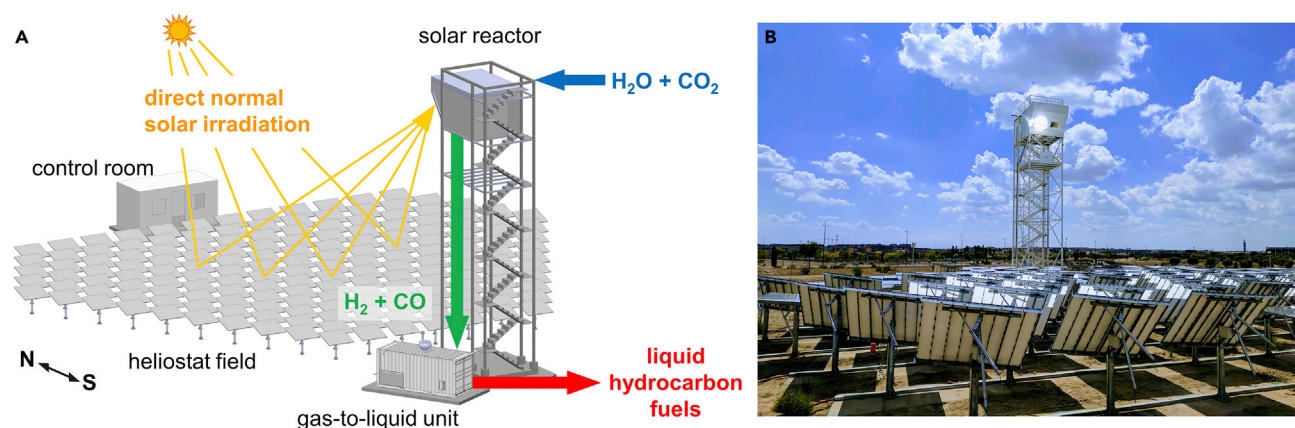 A
solar reactor
H₂O + CO₂
direct normal
solar irradiation
control room
H₂ + CO
N
S
heliostat field
liquid
hydrocarbon
fuels
gas-to-liquid unit
B